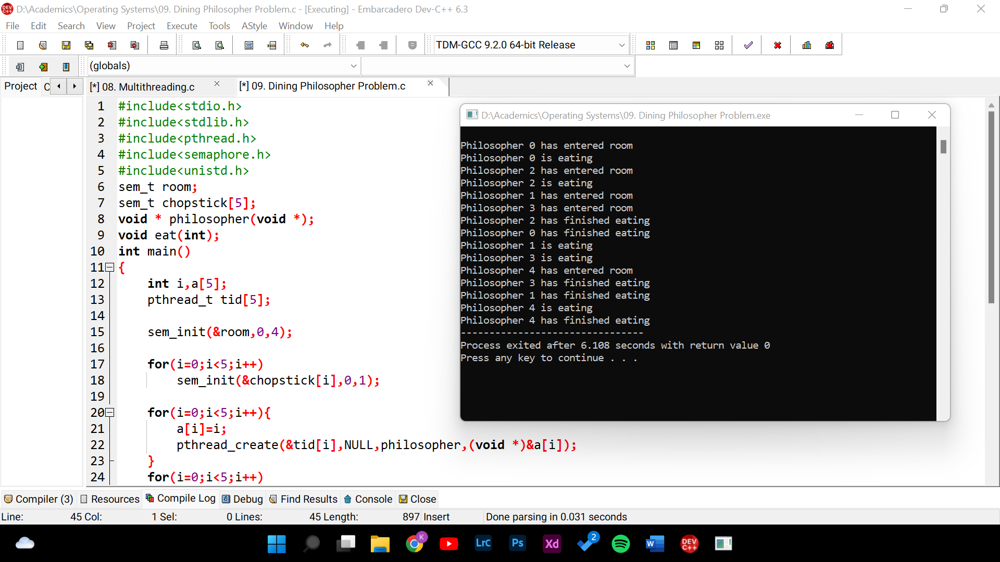 D:\Academics\Operating Systems\09. Dining Philosopher Problem.c - [Executing] - Embarcadero Dev-C++ 6.3
File Edit Search View Project Execute Tools AStyle Window Help
TDM-GCC 9.2.0 64-bit Release
(globals)
Project C
[*] 08. Multithreading.c
[*] 09. Dining Philosopher Problem.c
1 #include<stdio.h>
2 #include<stdlib.h>
3 #include<pthread.h>
4 #include<semaphore.h>
5 #include<unistd.h>
6 sem_t room;
7 sem_t chopstick[5];
8 void * philosopher(void *);
9 void eat(int);
10 int main()
11 {
12 int i,a[5];
13 pthread_t tid[5];
14
15 sem_init(&room,0,4);
16
17 for(i=0;i<5;i++)
18 sem_init(&chopstick[i],0,1);
19
20 for(i=0;i<5;i++){
21 a[i]=i;
22 pthread_create(&tid[i],NULL,philosopher,(void *)&a[i]);
23 }
24 for(i=0;i<5;i++)
D:\Academics\Operating Systems\09. Dining Philosopher Problem.exe
Philosopher 0 has entered room
Philosopher 0 is eating
Philosopher 2 has entered room
Philosopher 2 is eating
Philosopher 1 has entered room
Philosopher 3 has entered room
Philosopher 2 has finished eating
Philosopher 0 has finished eating
Philosopher 1 is eating
Philosopher 3 is eating
Philosopher 4 has entered room
Philosopher 3 has finished eating
Philosopher 1 has finished eating
Philosopher 4 is eating
Philosopher 4 has finished eating
--------------------------------
Process exited after 6.108 seconds with return value 0
Press any key to continue . . .
Compiler (3) Resources Compile Log Debug Find Results Console Close
Line: 45 Col: 1 Sel: 0 Lines: 45 Length: 897 Insert Done parsing in 0.031 seconds
K LrC Ps Xd 2 W DEV C++